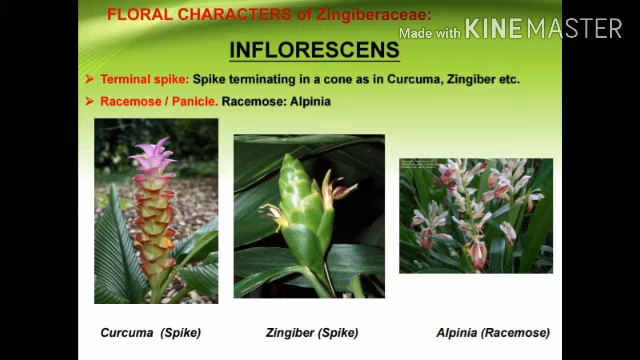 FLORAL CHARACTERS of Zingiberaceae:
Made with KINEMASTER
INFLORESCENS
Terminal spike: Spike terminating in a cone as in Curcuma, Zingiber etc.
Racemose / Panicle. Racemose: Alpinia
Curcuma (Spike)
Zingiber (Spike)
Alpinia (Racemose)